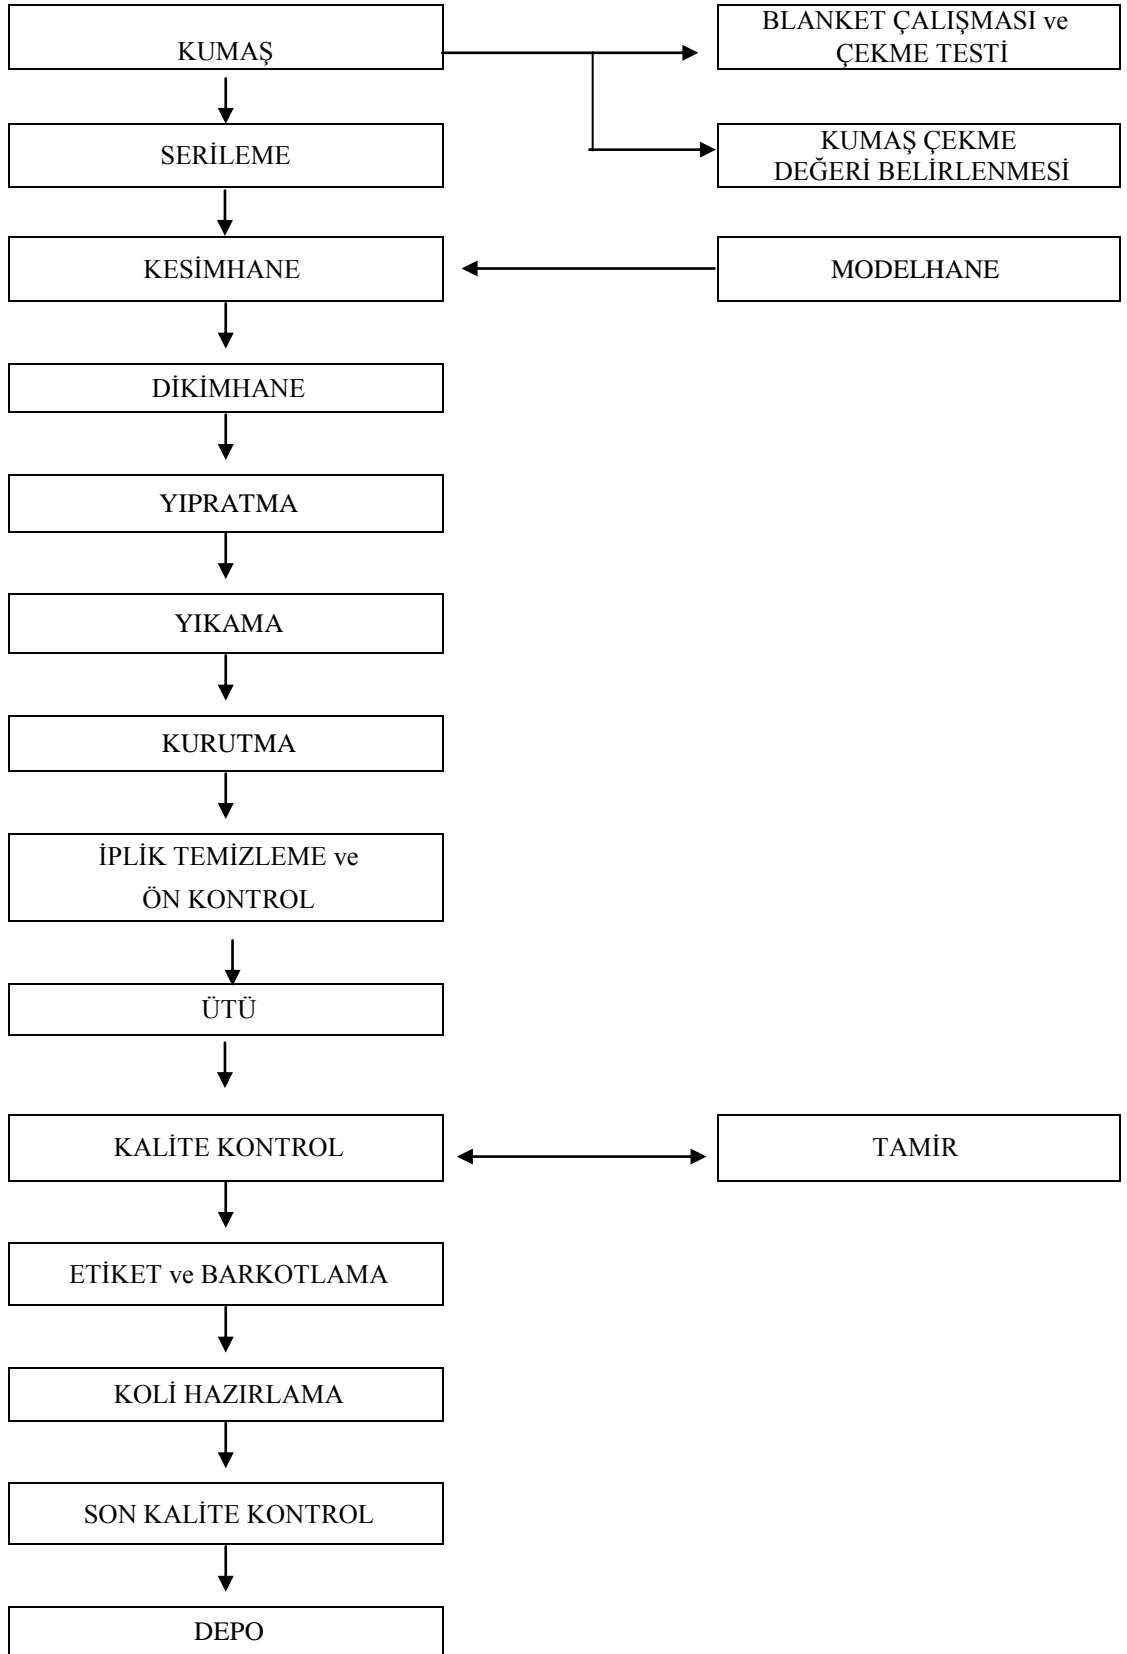 KUMAŞ
BLANKET ÇALIŞMASI ve
ÇEKME TESTİ
SERİLEME
KUMAŞ ÇEKME
DEĞERİ BELİRLENMESİ
KESİMHANE
MODELHANE
DİKİMHANE
YIPRATMA
YIKAMA
KURUTMA
İPLİK TEMİZLEME ve
ÖN KONTROL
ÜTÜ
KALİTE KONTROL
TAMİR
ETİKET ve BARKOTLAMA
KOLİ HAZIRLAMA
SON KALİTE KONTROL
DEPO